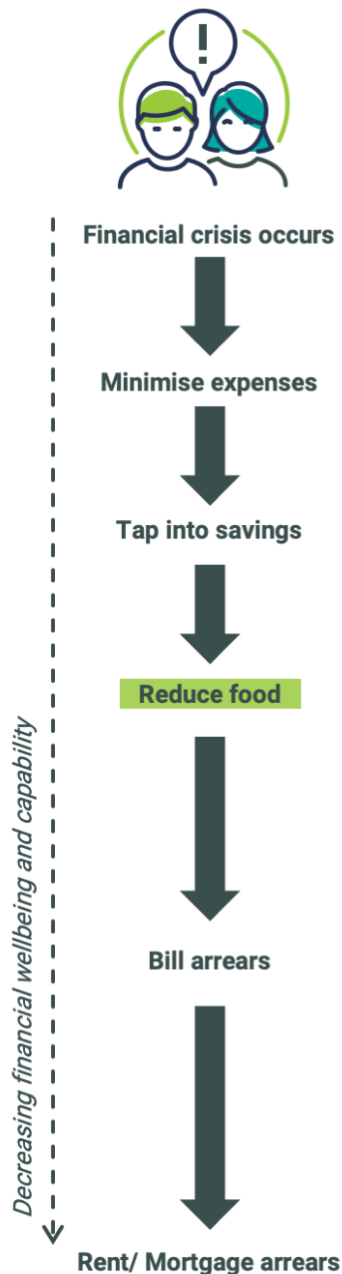 !
Financial crisis occurs
Minimise expenses
Tap into savings
Reduce food
Bill arrears
Rent/ Mortgage arrears
Decreasing financial wellbeing and capability